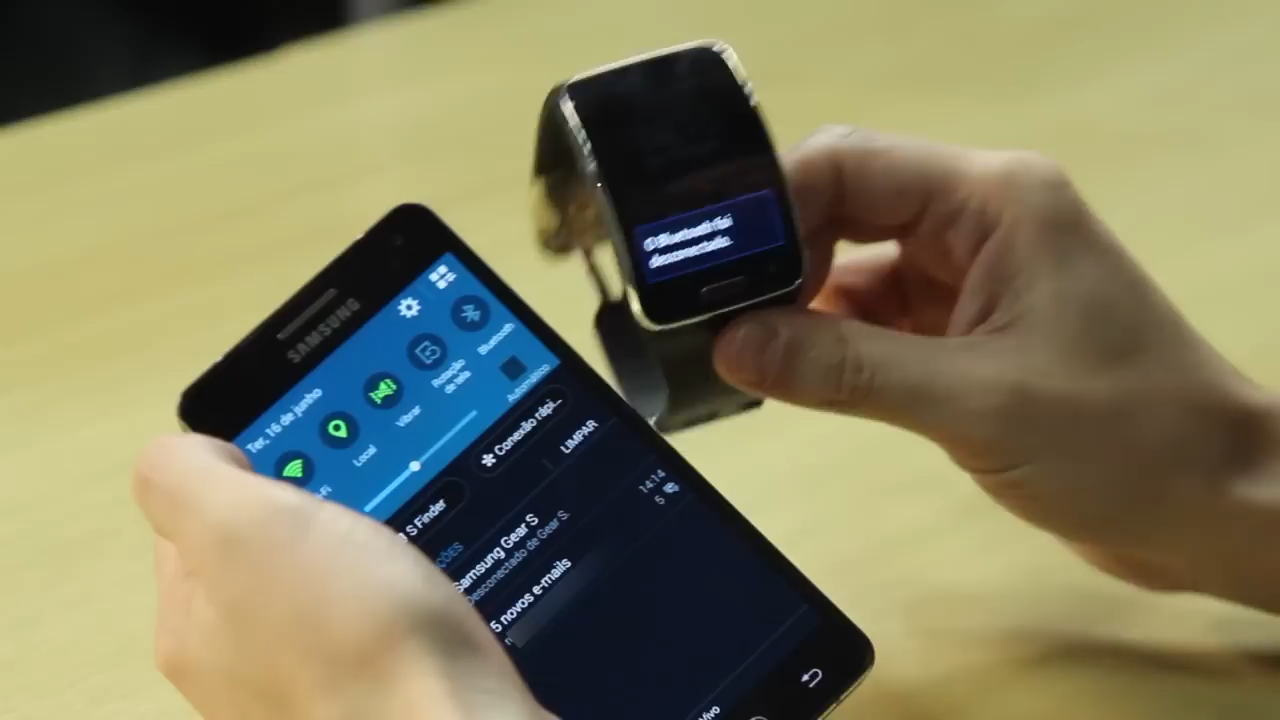 O Bluetooth foi
desconectado.
SAMSUNG
Ter, 16 de junho
Local
Vibrar
Rotação
de tela
Bluetooth
Automático
S Finder
Conexão rápi...
LIMPAR
Samsung Gear S
14:14
Desconectado de Gear S.
5
5 novos e-mails
Vivo